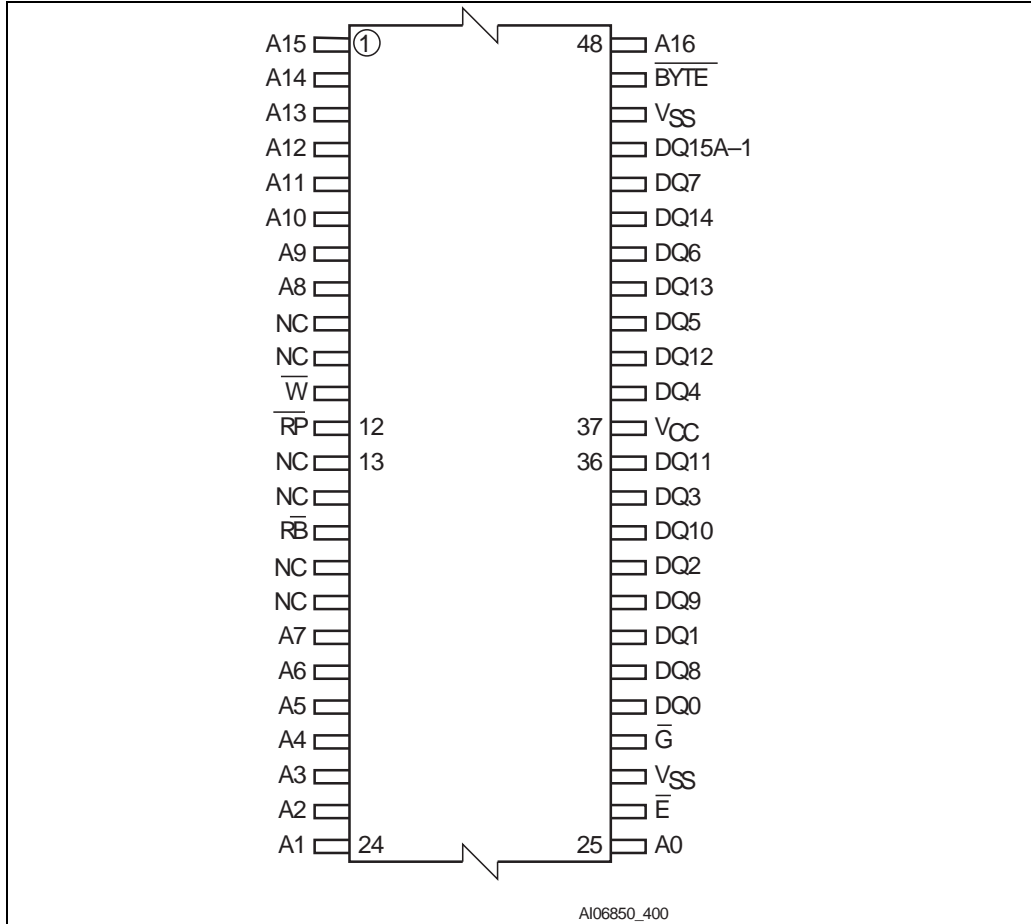 A15 1 48 A16
A14 B̅Y̅T̅E̅
A13 VSS
A12 DQ15A–1
A11 DQ7
A10 DQ14
A9 DQ6
A8 DQ13
NC DQ5
NC DQ12
W̅ DQ4
R̅P̅ 12 37 VCC
NC 13 36 DQ11
NC DQ3
RB̅ DQ10
NC DQ2
NC DQ9
A7 DQ1
A6 DQ8
A5 DQ0
A4 G̅
A3 VSS
A2 E̅
A1 24 25 A0
AI06850_400